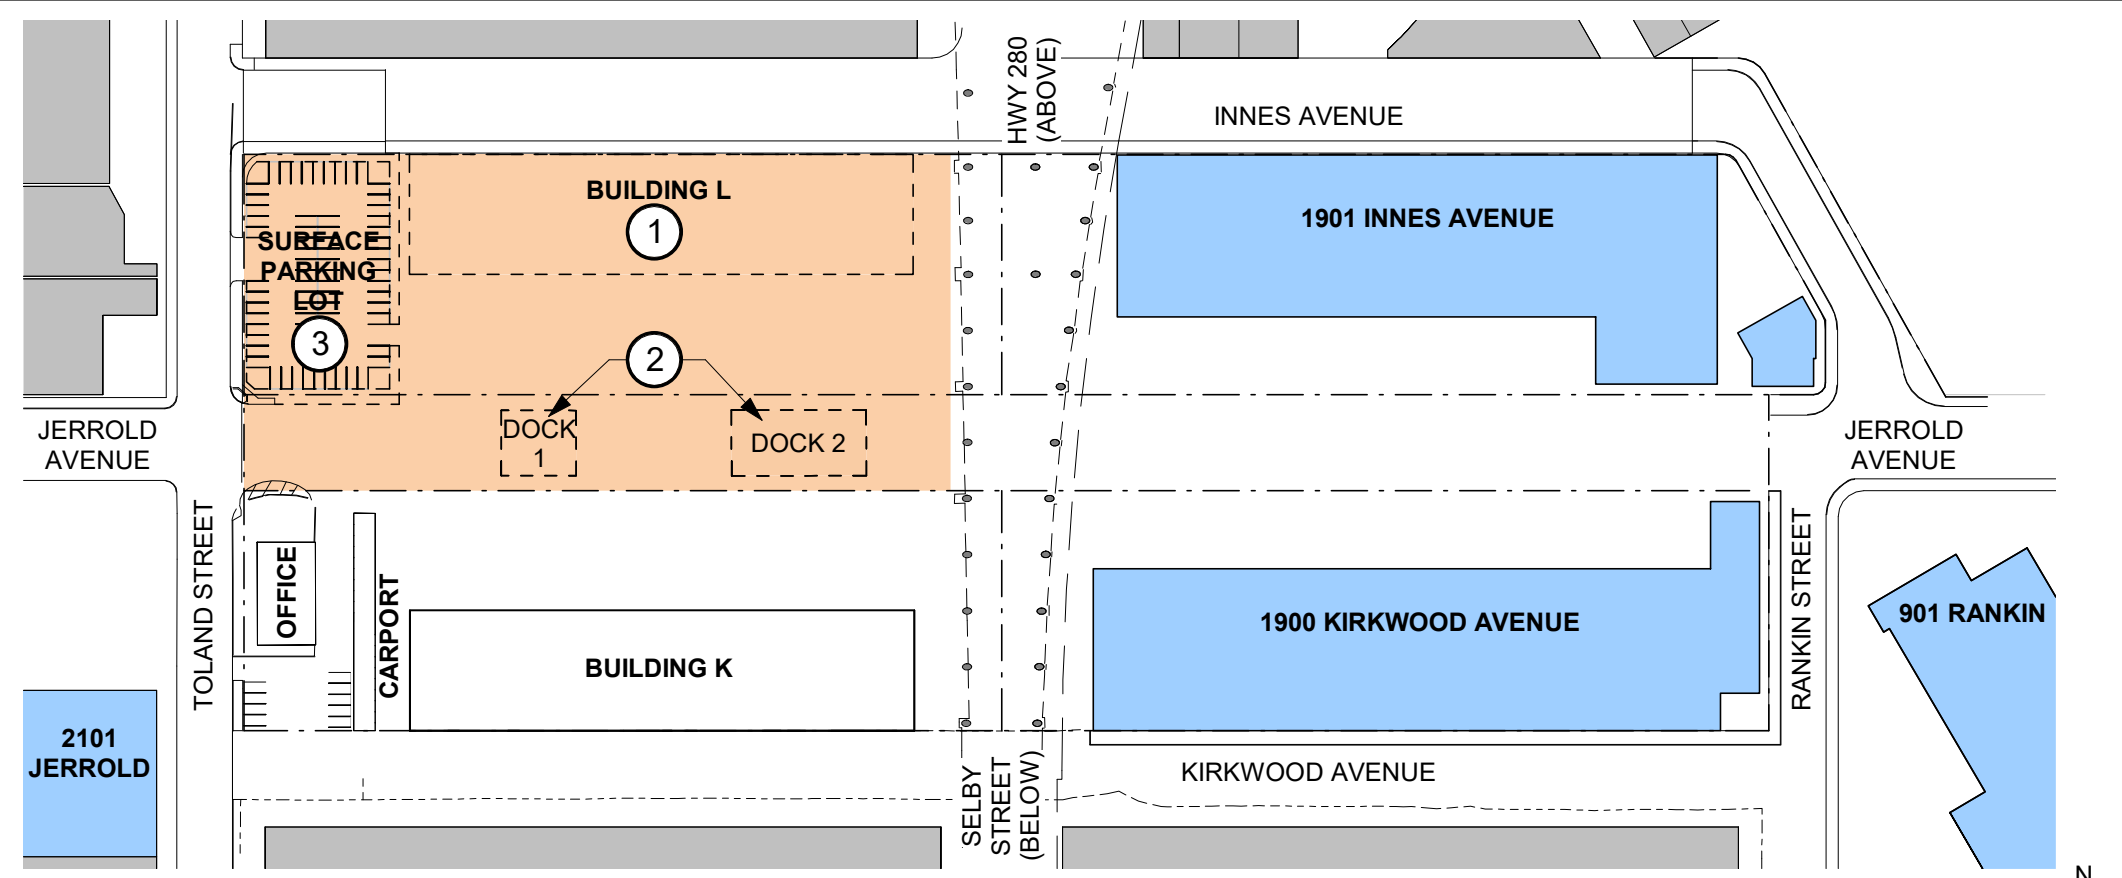 HWY 280
(ABOVE)
INNES AVENUE
BUILDING L
1
1901 INNES AVENUE
SURFACE
PARKING
LOT
3
2
DOCK
1
DOCK 2
JERROLD
AVENUE
JERROLD
AVENUE
TOLAND STREET
OFFICE
CARPORT
BUILDING K
1900 KIRKWOOD AVENUE
RANKIN STREET
901 RANKIN
2101
JERROLD
SELBY
STREET
(BELOW)
KIRKWOOD AVENUE
N